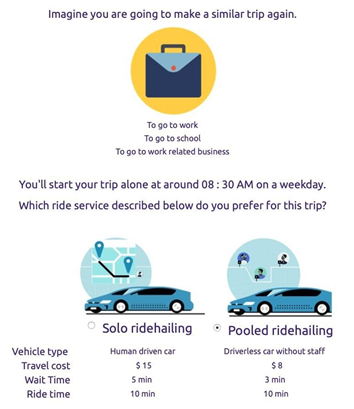 Imagine you are going to make a similar trip again.
To go to work
To go to school
To go to work related business
You'll start your trip alone at around 08 : 30 AM on a weekday.
Which ride service described below do you prefer for this trip?
Solo ridehailing Pooled ridehailing
Vehicle type Human driven car Driverless car without staff
Travel cost $ 15 $ 8
Wait Time 5 min 3 min
Ride time 10 min 10 min